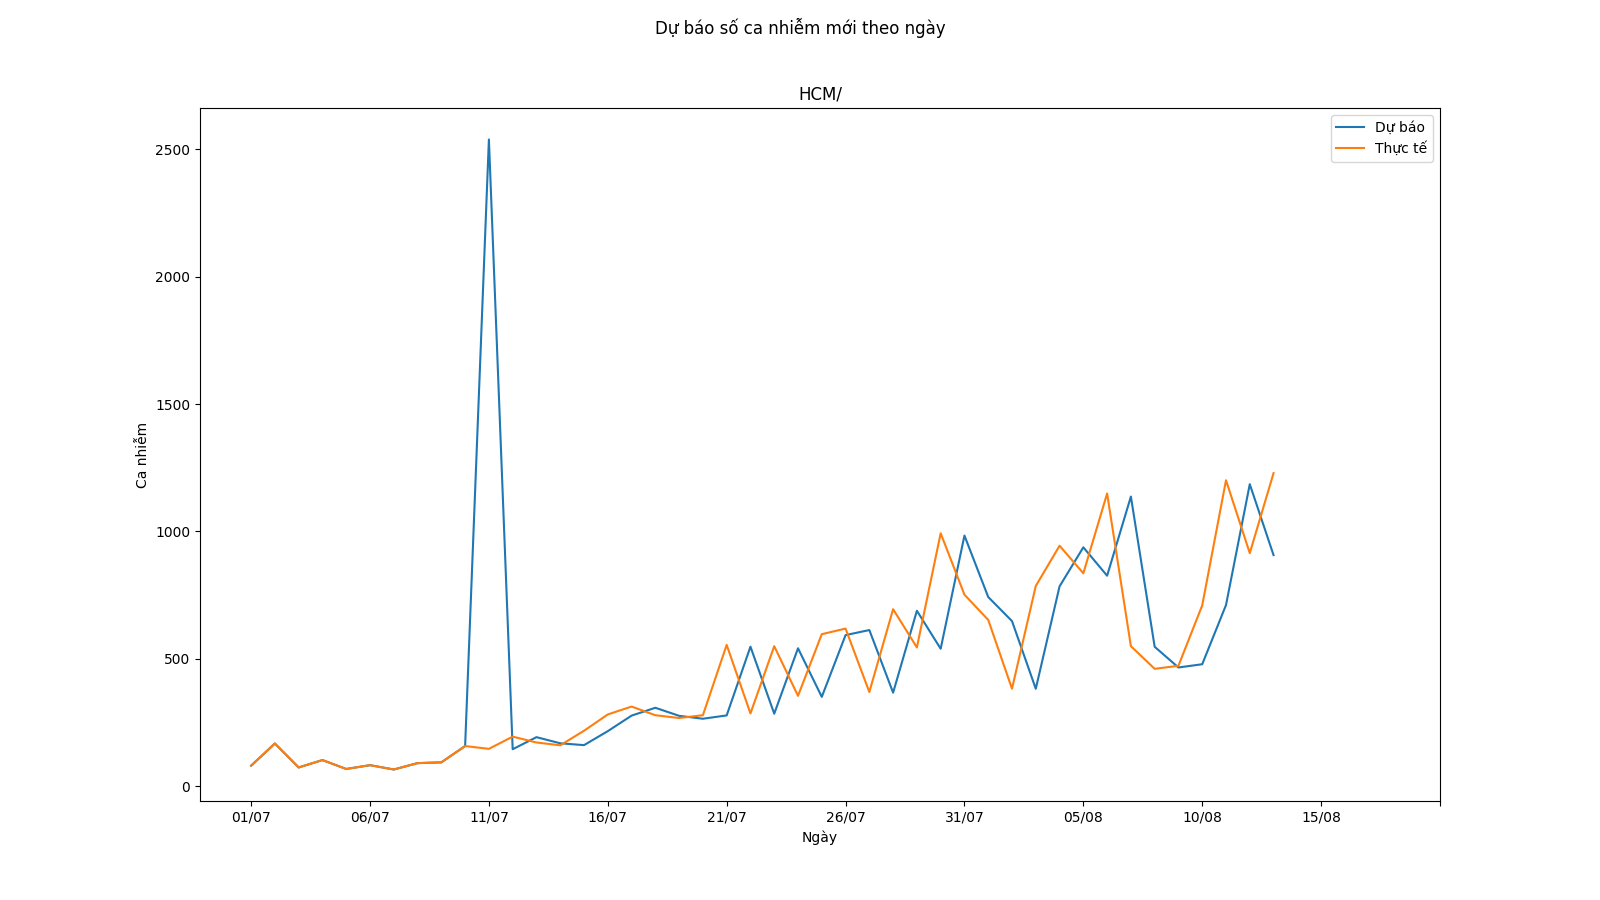 Dự báo số ca nhiễm mới theo ngày
HCM/
Dự báo
Thực tế
2500
2000
1500
1000
500
0
Ca nhiễm
01/07 06/07 11/07 16/07 21/07 26/07 31/07 05/08 10/08 15/08
Ngày